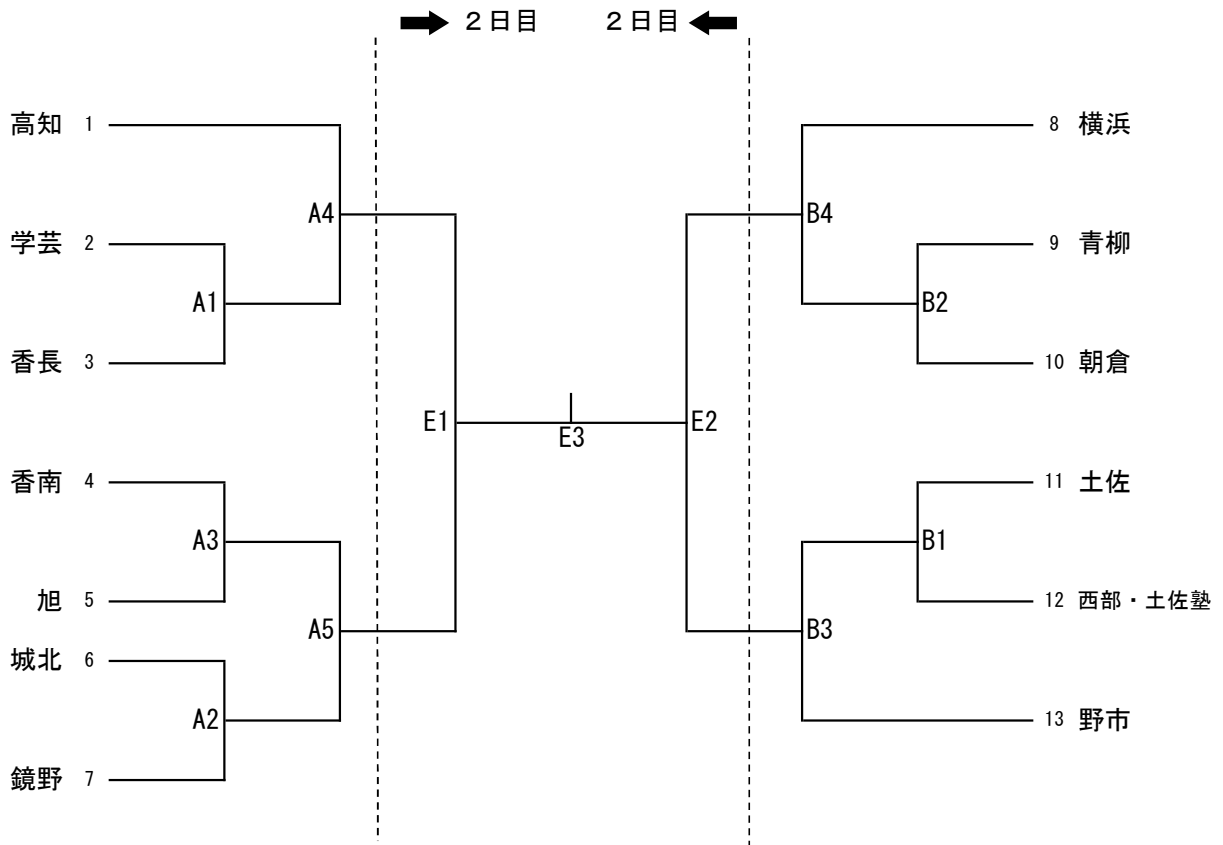 ２日目 ２日目
高知 1
8 横浜
A4 B4
学芸 2
9 青柳
A1 B2
香長 3
10 朝倉
E1 E3 E2
香南 4
11 土佐
A3 B1
旭 5
12 西部・土佐塾
A5 B3
城北 6
A2
13 野市
鏡野 7